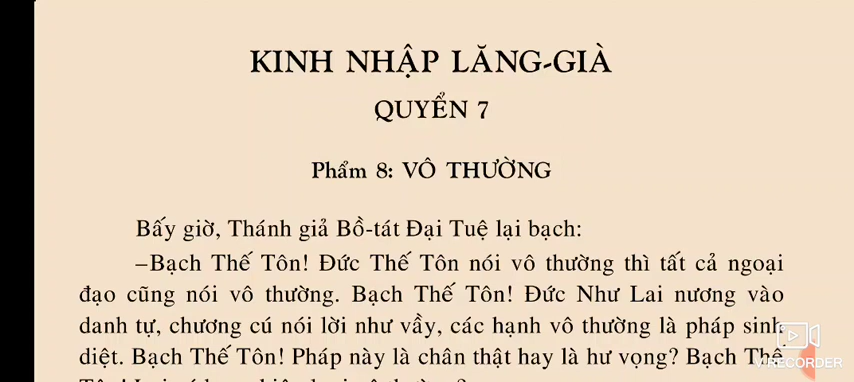 KINH NHẬP LĂNG-GIÀ
QUYỂN 7
Phẩm 8: VÔ THƯỜNG
Bấy giờ, Thánh giả Bồ-tát Đại Tuệ lại bạch:
–Bạch Thế Tôn! Đức Thế Tôn nói vô thường thì tất cả ngoại
đạo cũng nói vô thường. Bạch Thế Tôn! Đức Như Lai nương vào
danh tự, chương cú nói lời như vầy, các hạnh vô thường là pháp sinh
diệt. Bạch Thế Tôn! Pháp này là chân thật hay là hư vọng? Bạch Thế
V RECORDER